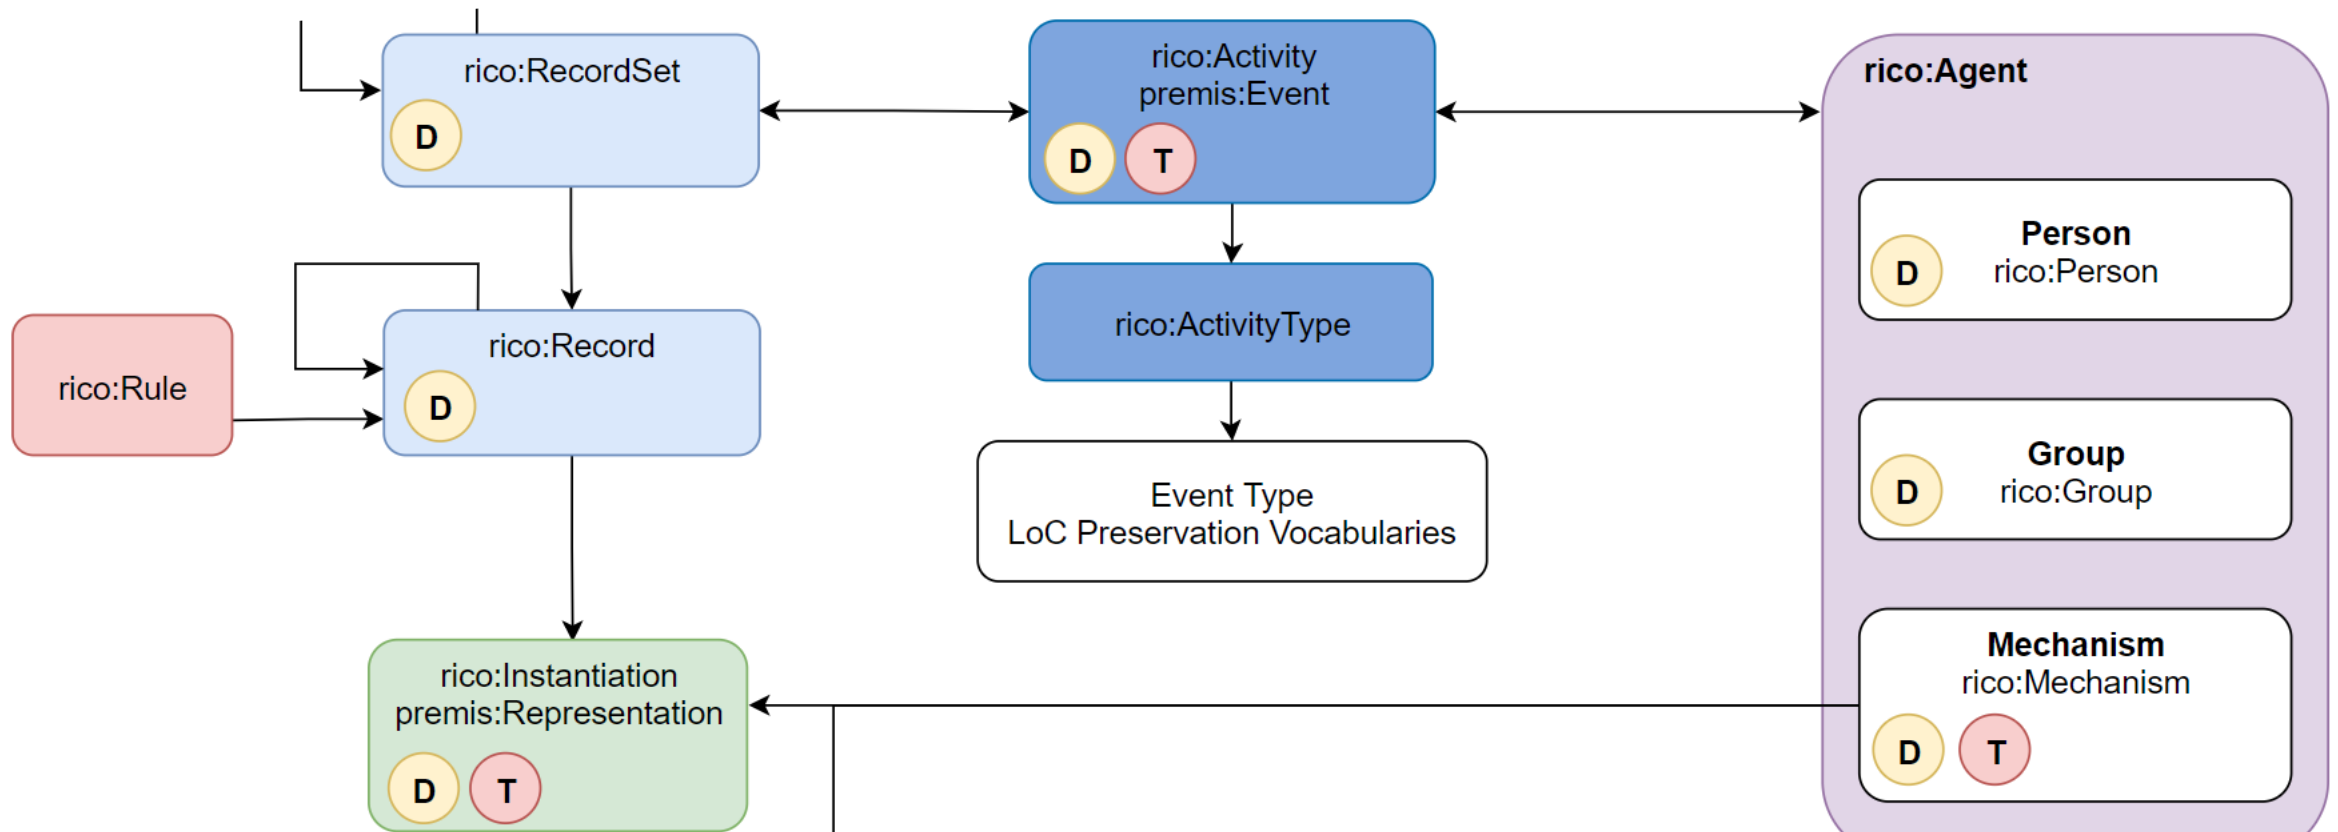 rico:RecordSet
D
rico:Activity
premis:Event
D T
rico:Agent
Person
rico:Person
D
rico:Rule
rico:Record
D
rico:ActivityType
Event Type
LoC Preservation Vocabularies
Group
rico:Group
D
rico:Instantiation
premis:Representation
D T
Mechanism
rico:Mechanism
D T